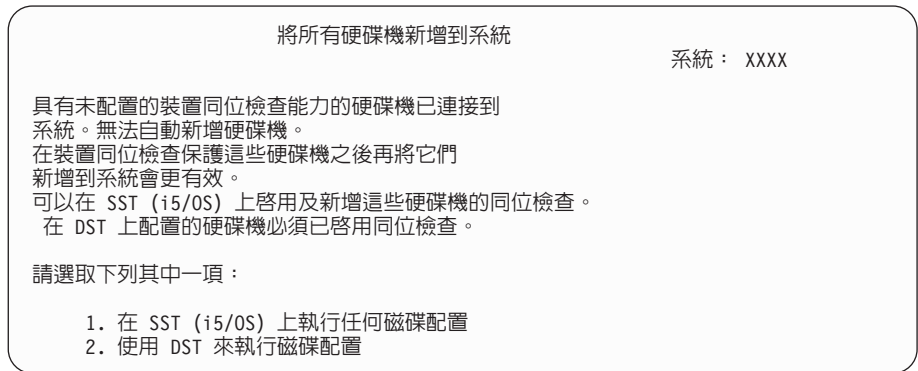 將所有硬碟機新增到系統
系統： XXXX
具有未配置的裝置同位檢查能力的硬碟機已連接到
系統。無法自動新增硬碟機。
在裝置同位檢查保護這些硬碟機之後再將它們
新增到系統會更有效。
可以在 SST (i5/OS) 上啓用及新增這些硬碟機的同位檢查。
在 DST 上配置的硬碟機必須已啓用同位檢查。
請選取下列其中一項：
1. 在 SST (i5/OS) 上執行任何磁碟配置
2. 使用 DST 來執行磁碟配置